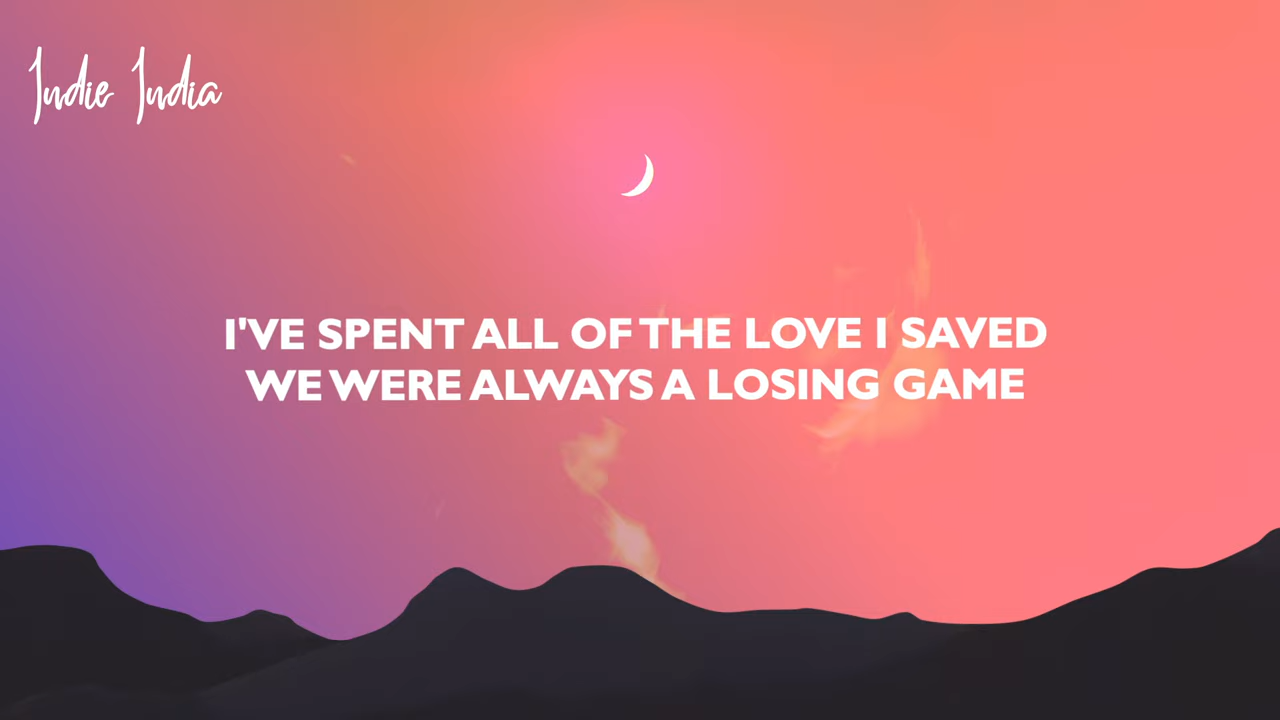 Indie India
I'VE SPENT ALL OF THE LOVE I SAVED
WE WERE ALWAYS A LOSING GAME